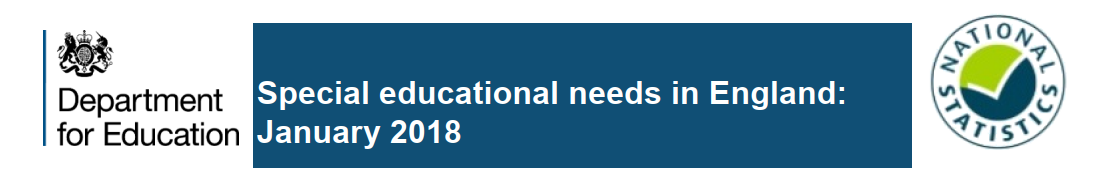 Department
for Education
Special educational needs in England:
January 2018
NATIONAL
STATISTICS